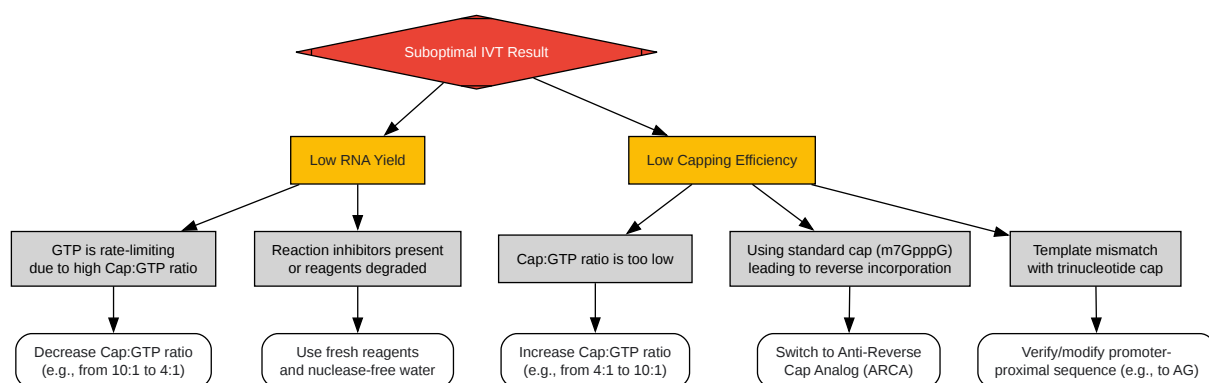 Suboptimal IVT Result
Low RNA Yield
Low Capping Efficiency
GTP is rate-limiting
due to high Cap:GTP ratio
Reaction inhibitors present
or reagents degraded
Cap:GTP ratio is too low
Using standard cap (m7GpppG)
leading to reverse incorporation
Template mismatch
with trinucleotide cap
Decrease Cap:GTP ratio
(e.g., from 10:1 to 4:1)
Use fresh reagents
and nuclease-free water
Increase Cap:GTP ratio
(e.g., from 4:1 to 10:1)
Switch to Anti-Reverse
Cap Analog (ARCA)
Verify/modify promoter-
proximal sequence (e.g., to AG)